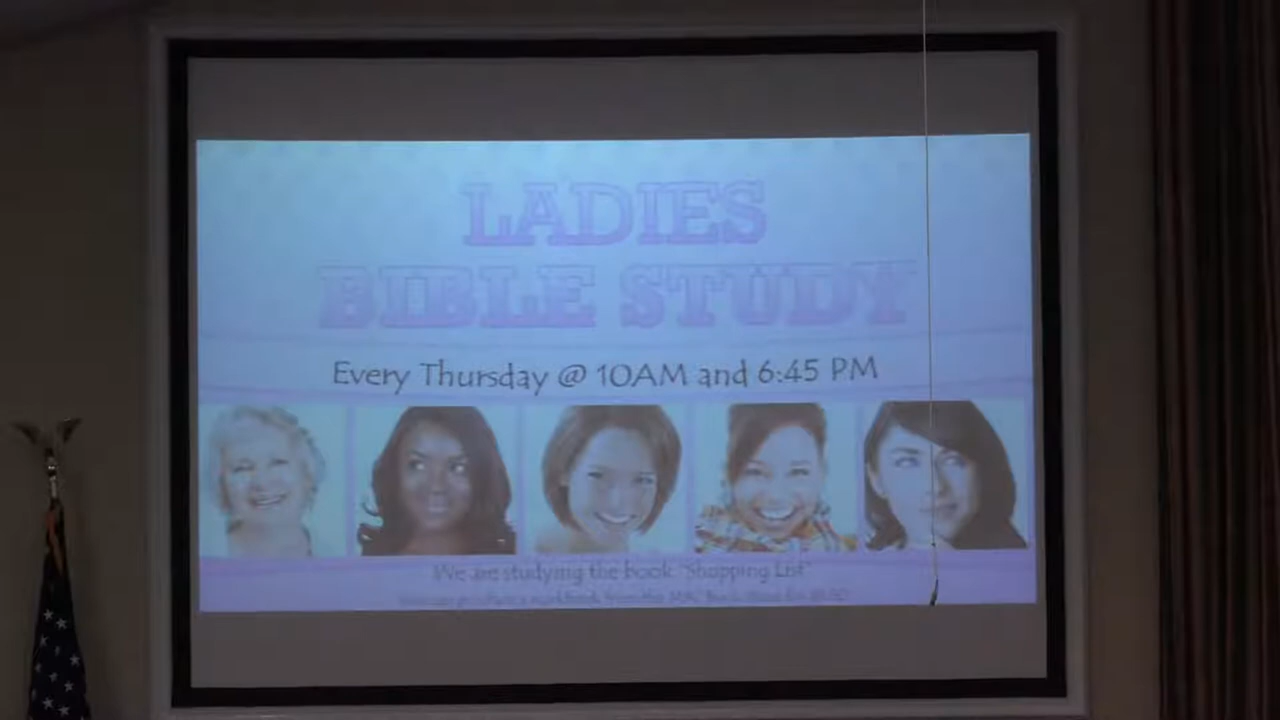 LADIES
BIBLE STUDY
Every Thursday @ 10AM and 6:45 PM
We are studying the book "Shopping List"